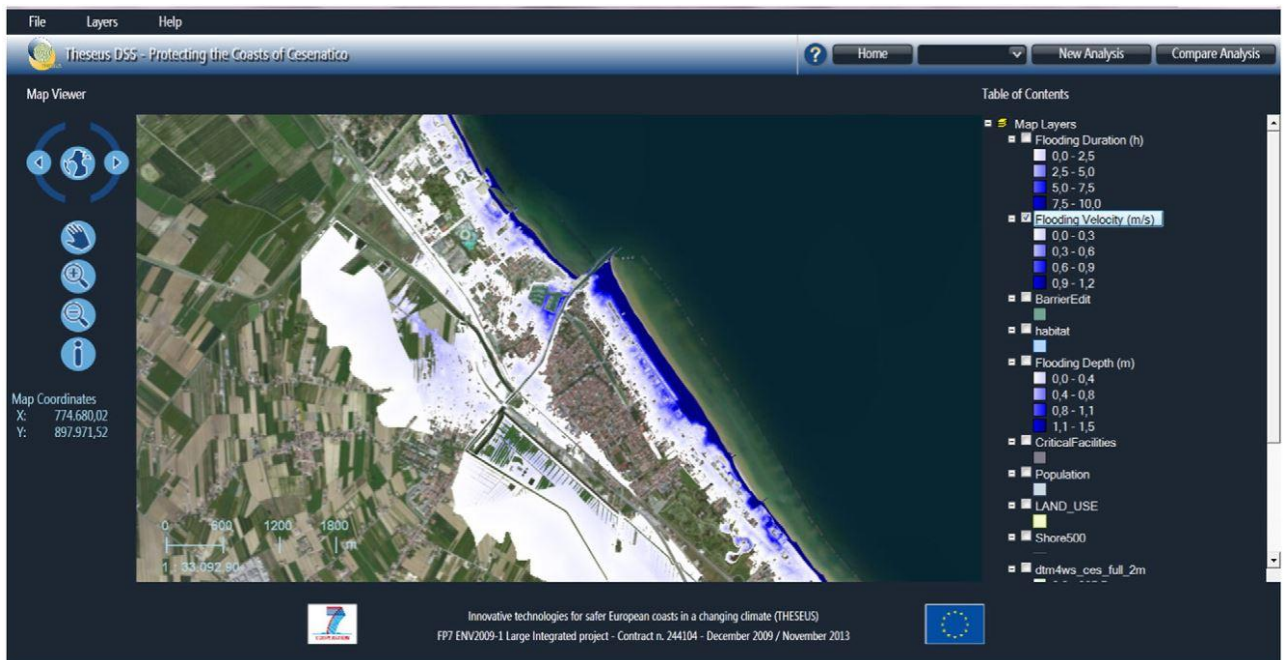 File Layers Help
Theseus DSS - Protecting the Coasts of Cesenatico
? Home New Analysis Compare Analysis
Map Viewer
Table of Contents
Map Layers
Flooding Duration (h)
0,0 - 2,5
2,5 - 5,0
5,0 - 7,5
7,5 - 10,0
Flooding Velocity (m/s)
0,0 - 0,3
0,3 - 0,6
0,6 - 0,9
0,9 - 1,2
BarrierEdit
habitat
Flooding Depth (m)
0,0 - 0,4
0,4 - 0,8
0,8 - 1,1
1,1 - 1,5
CriticalFacilities
Population
LAND_USE
Shore500
dtm4ws_ces_full_2m
Map Coordinates
X: 774.680,02
Y: 897.971,52
0 600 1200 1800
m
1 : 33.092,90
Innovative technologies for safer European coasts in a changing climate (THESEUS)
FP7 ENV2009-1 Large Integrated project - Contract n. 244104 - December 2009 / November 2013